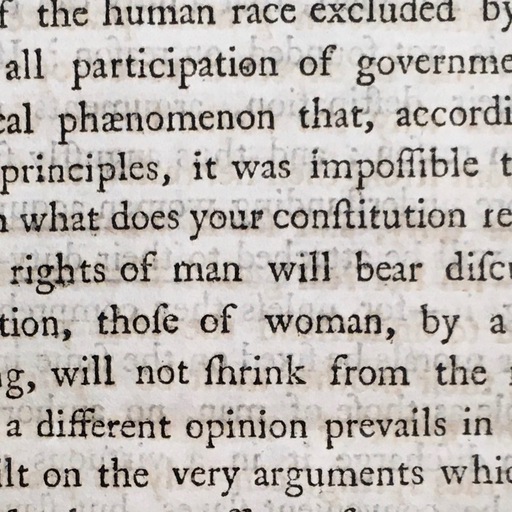 f the human race excluded by
all participation of governme
cal phænomenon that, accordi
principles, it was impoſſible t
n what does your conſtitution re
rights of man will bear diſcu
tion, thoſe of woman, by a
ng, will not ſhrink from the
a different opinion prevails in
ilt on the very arguments whic